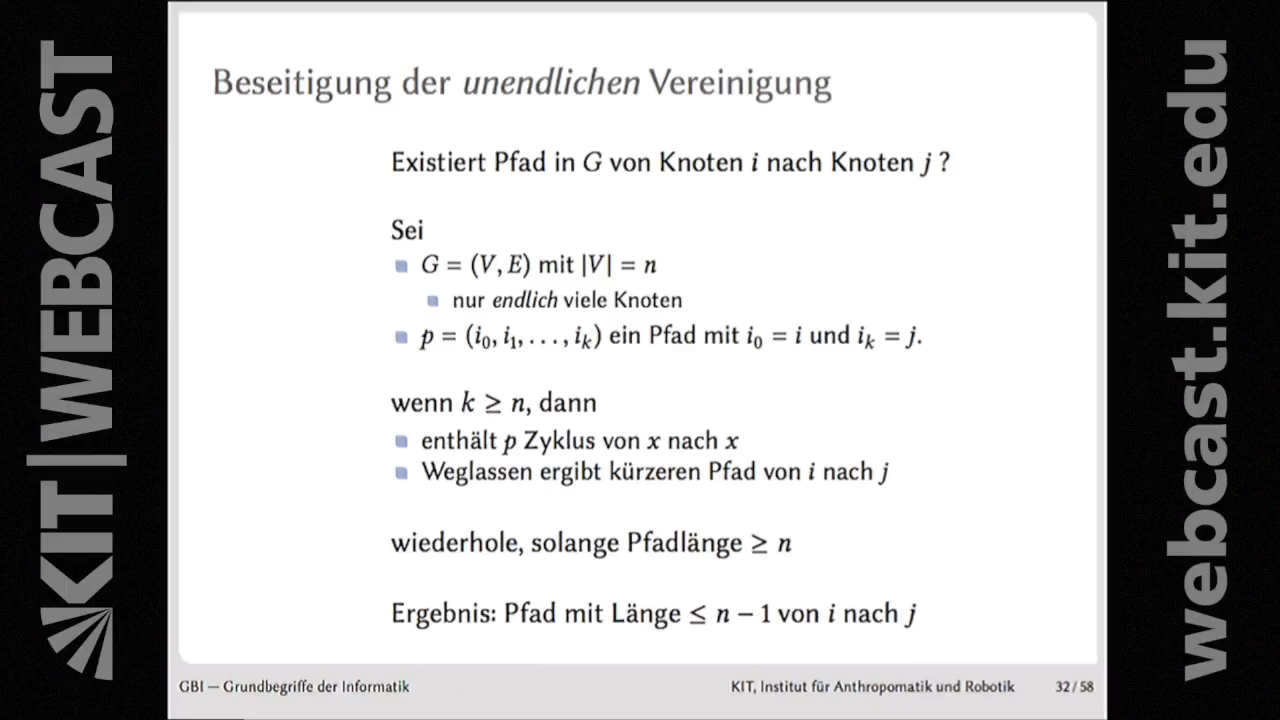 KIT|WEBCAST
Beseitigung der unendlichen Vereinigung
Existiert Pfad in G von Knoten i nach Knoten j ?
Sei
G = (V, E) mit |V| = n
nur endlich viele Knoten
p = (i₀, i₁, . . . , iₖ) ein Pfad mit i₀ = i und iₖ = j.
wenn k ≥ n, dann
enthält p Zyklus von x nach x
Weglassen ergibt kürzeren Pfad von i nach j
wiederhole, solange Pfadlänge ≥ n
Ergebnis: Pfad mit Länge ≤ n − 1 von i nach j
GBI — Grundbegriffe der Informatik
KIT, Institut für Anthropomatik und Robotik
32 / 58
webcast.kit.edu